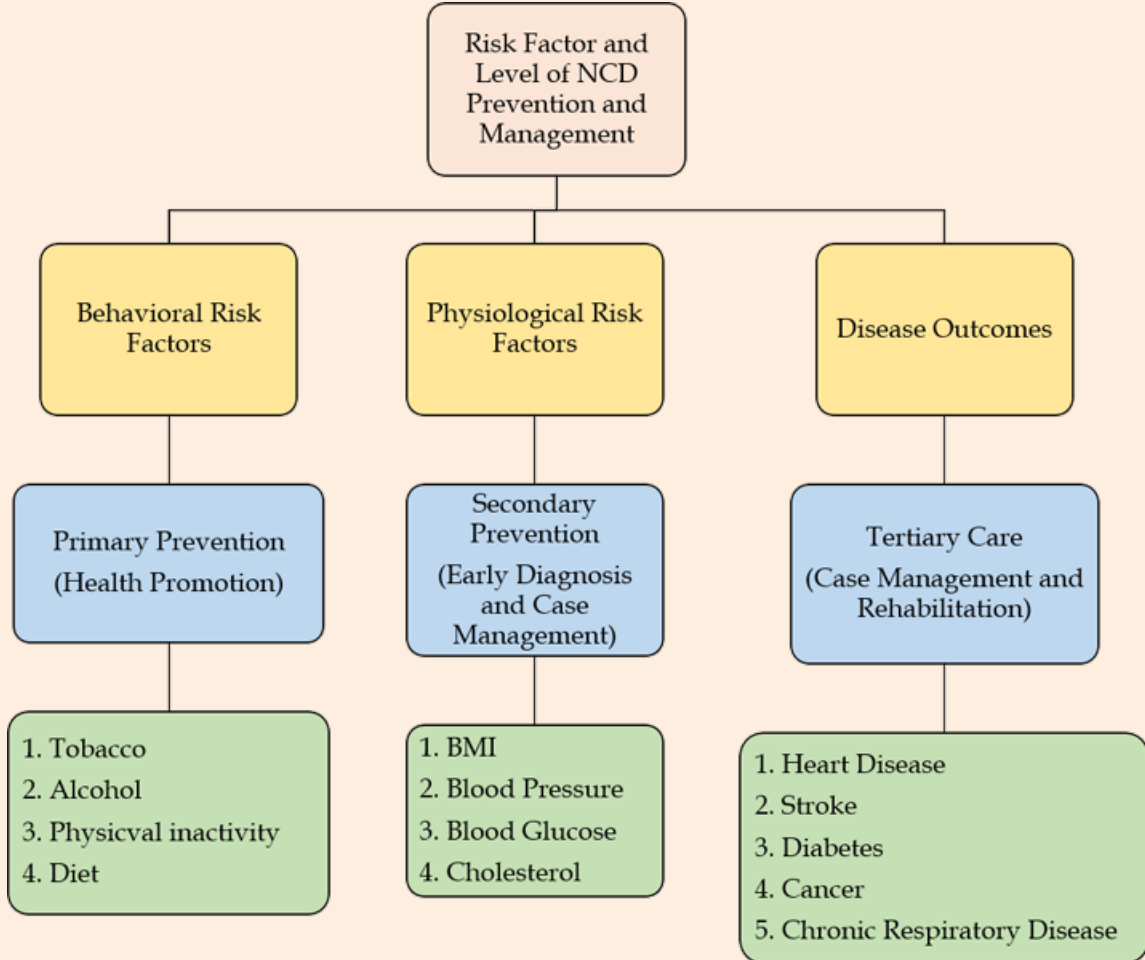 Risk Factor and
Level of NCD
Prevention and
Management
Behavioral Risk
Factors
Physiological Risk
Factors
Disease Outcomes
Primary Prevention
(Health Promotion)
Secondary
Prevention
(Early Diagnosis
and Case
Management)
Tertiary Care
(Case Management and
Rehabilitation)
1. Tobacco
2. Alcohol
3. Physicval inactivity
4. Diet
1. BMI
2. Blood Pressure
3. Blood Glucose
4. Cholesterol
1. Heart Disease
2. Stroke
3. Diabetes
4. Cancer
5. Chronic Respiratory Disease